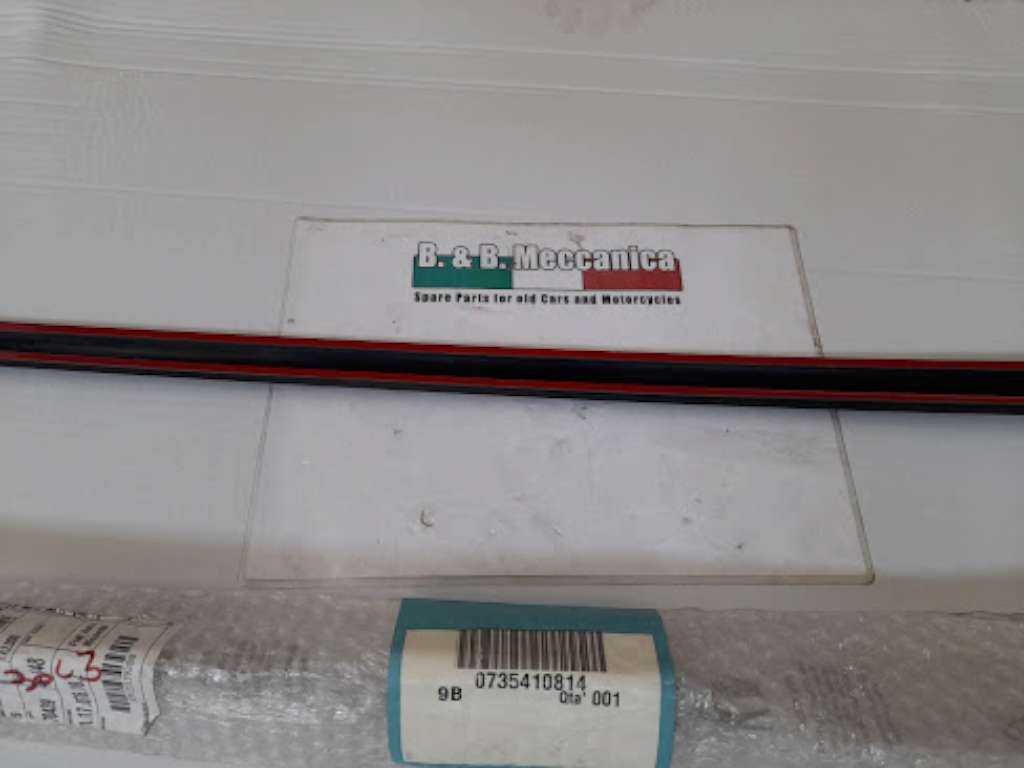 B. & B. Meccanica
Spare Parts for old Cars and Motorcycles
0735410814
9B
Qta' 001